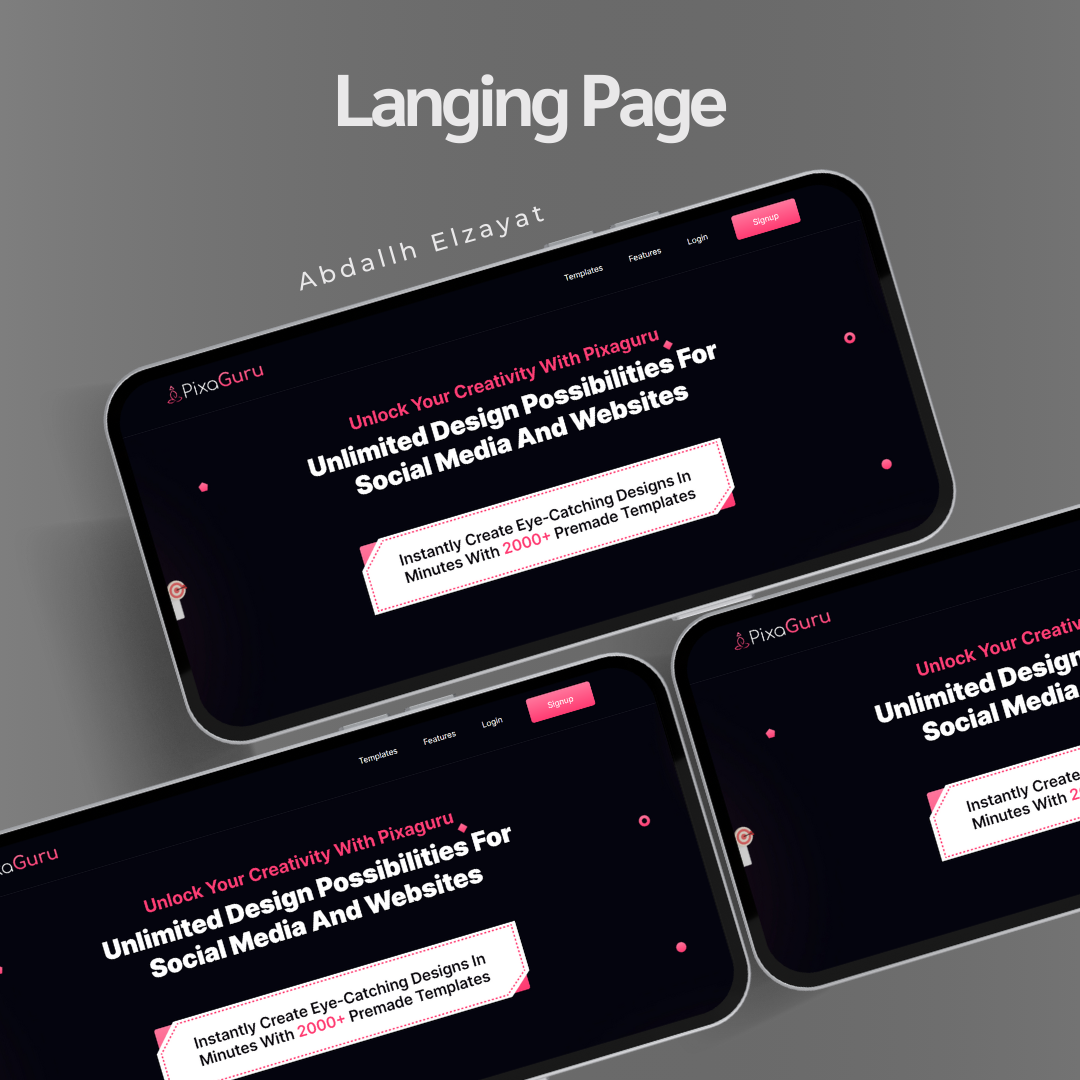 Langing Page
Abdallh Elzayat
Templates
Features
Login
Signup
PixaGuru
Unlock Your Creativity With Pixaguru
Unlimited Design Possibilities For
Social Media And Websites
Instantly Create Eye-Catching Designs In
Minutes With 2000+ Premade Templates
PixaGuru
Unlock Your Creativ
Unlimited Design
Social Media
Instantly Create
Minutes With 2
Templates
Features
Login
Signup
aGuru
Unlock Your Creativity With Pixaguru
Unlimited Design Possibilities For
Social Media And Websites
Instantly Create Eye-Catching Designs In
Minutes With 2000+ Premade Templates